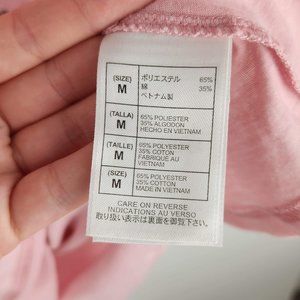 (SIZE)
M
ポリエステル 65%
綿 35%
ベトナム製
(TALLA)
M
65% POLIESTER
35% ALGODON
HECHO EN VIETNAM
(TAILLE)
M
65% POLYESTER
35% COTON
FABRIQUE AU
VIETNAM
(SIZE)
M
65% POLYESTER
35% COTTON
MADE IN VIETNAM
CARE ON REVERSE
INDICATIONS AU VERSO
取り扱い表示は裏面を御覧下さい。